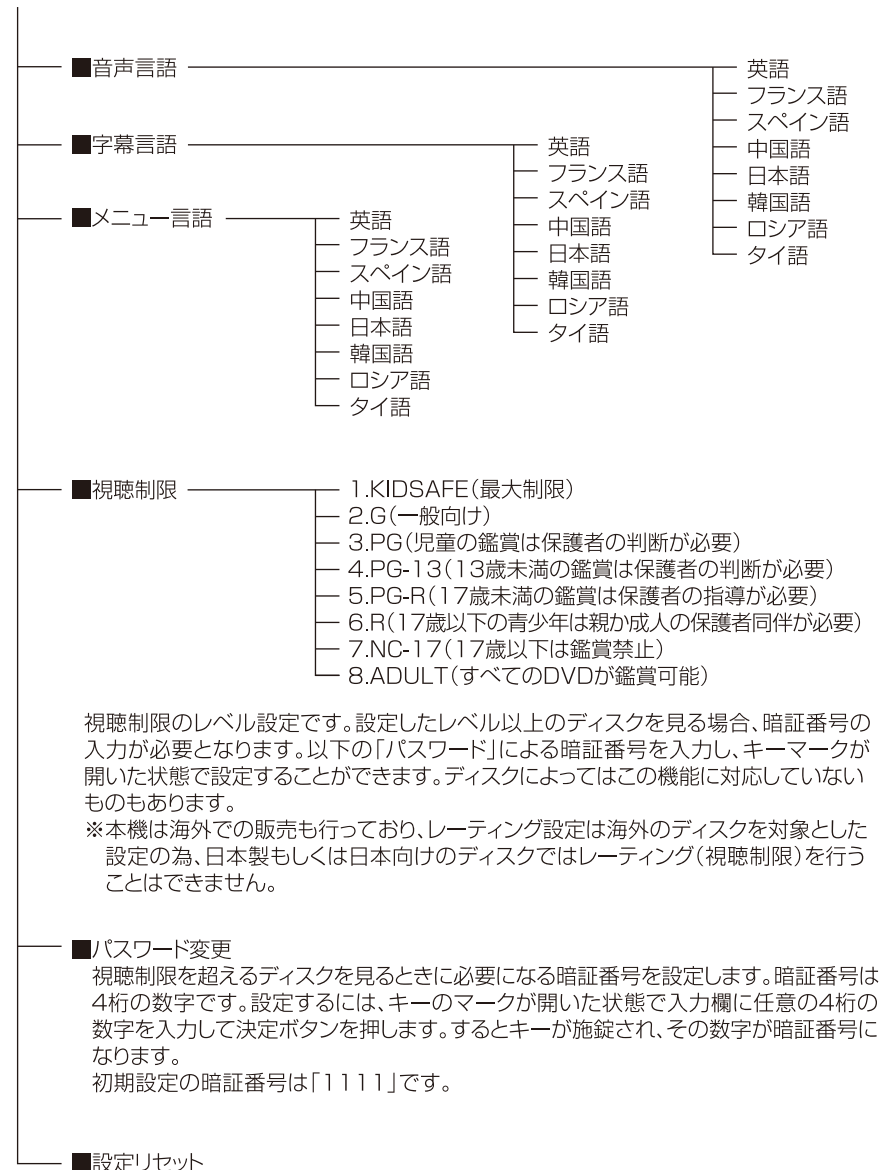 ■音声言語
英語
フランス語
スペイン語
中国語
日本語
韓国語
ロシア語
タイ語
■字幕言語
英語
フランス語
スペイン語
中国語
日本語
韓国語
ロシア語
タイ語
■メニュー言語
英語
フランス語
スペイン語
中国語
日本語
韓国語
ロシア語
タイ語
■視聴制限
1.KIDSAFE(最大制限)
2.G(一般向け)
3.PG(児童の鑑賞は保護者の判断が必要)
4.PG-13(13歳未満の鑑賞は保護者の判断が必要)
5.PG-R(17歳未満の鑑賞は保護者の指導が必要)
6.R(17歳以下の青少年は親か成人の保護者同伴が必要)
7.NC-17(17歳以下は鑑賞禁止)
8.ADULT(すべてのDVDが鑑賞可能)
視聴制限のレベル設定です。設定したレベル以上のディスクを見る場合、暗証番号の
入力が必要となります。以下の「パスワード」による暗証番号を入力し、キーマークが
開いた状態で設定することができます。ディスクによってはこの機能に対応していない
ものもあります。
※本機は海外での販売も行っており、レーティング設定は海外のディスクを対象とした
設定の為、日本製もしくは日本向けのディスクではレーティング(視聴制限)を行う
ことはできません。
■パスワード変更
視聴制限を超えるディスクを見るときに必要になる暗証番号を設定します。暗証番号は
4桁の数字です。設定するには、キーのマークが開いた状態で入力欄に任意の4桁の
数字を入力して決定ボタンを押します。するとキーが施錠され、その数字が暗証番号に
なります。
初期設定の暗証番号は「1111」です。
■設定リセット